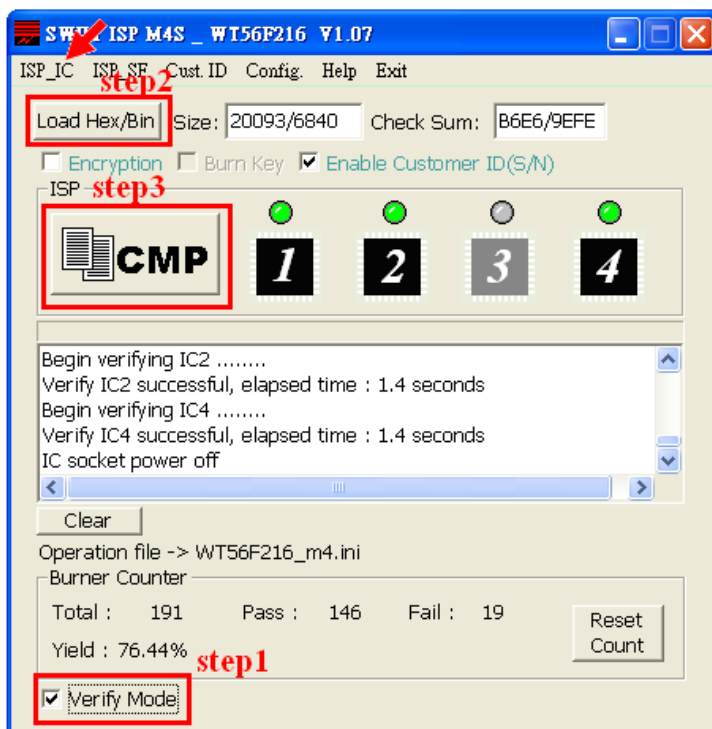 ISP M4S _ WT56F216 V1.07
ISP_IC ISP_SF Cust. ID Config. Help Exit
step2
Load Hex/Bin Size: 20093/6840 Check Sum: B6E6/9EFE
Encryption Burn Key Enable Customer ID(S/N)
ISP step3
CMP 1 2 3 4
Begin verifying IC2 ........
Verify IC2 successful, elapsed time : 1.4 seconds
Begin verifying IC4 ........
Verify IC4 successful, elapsed time : 1.4 seconds
IC socket power off
Clear
Operation file -> WT56F216_m4.ini
Burner Counter
Total : 191 Pass : 146 Fail : 19
Reset Count
Yield : 76.44%
step1
Verify Mode